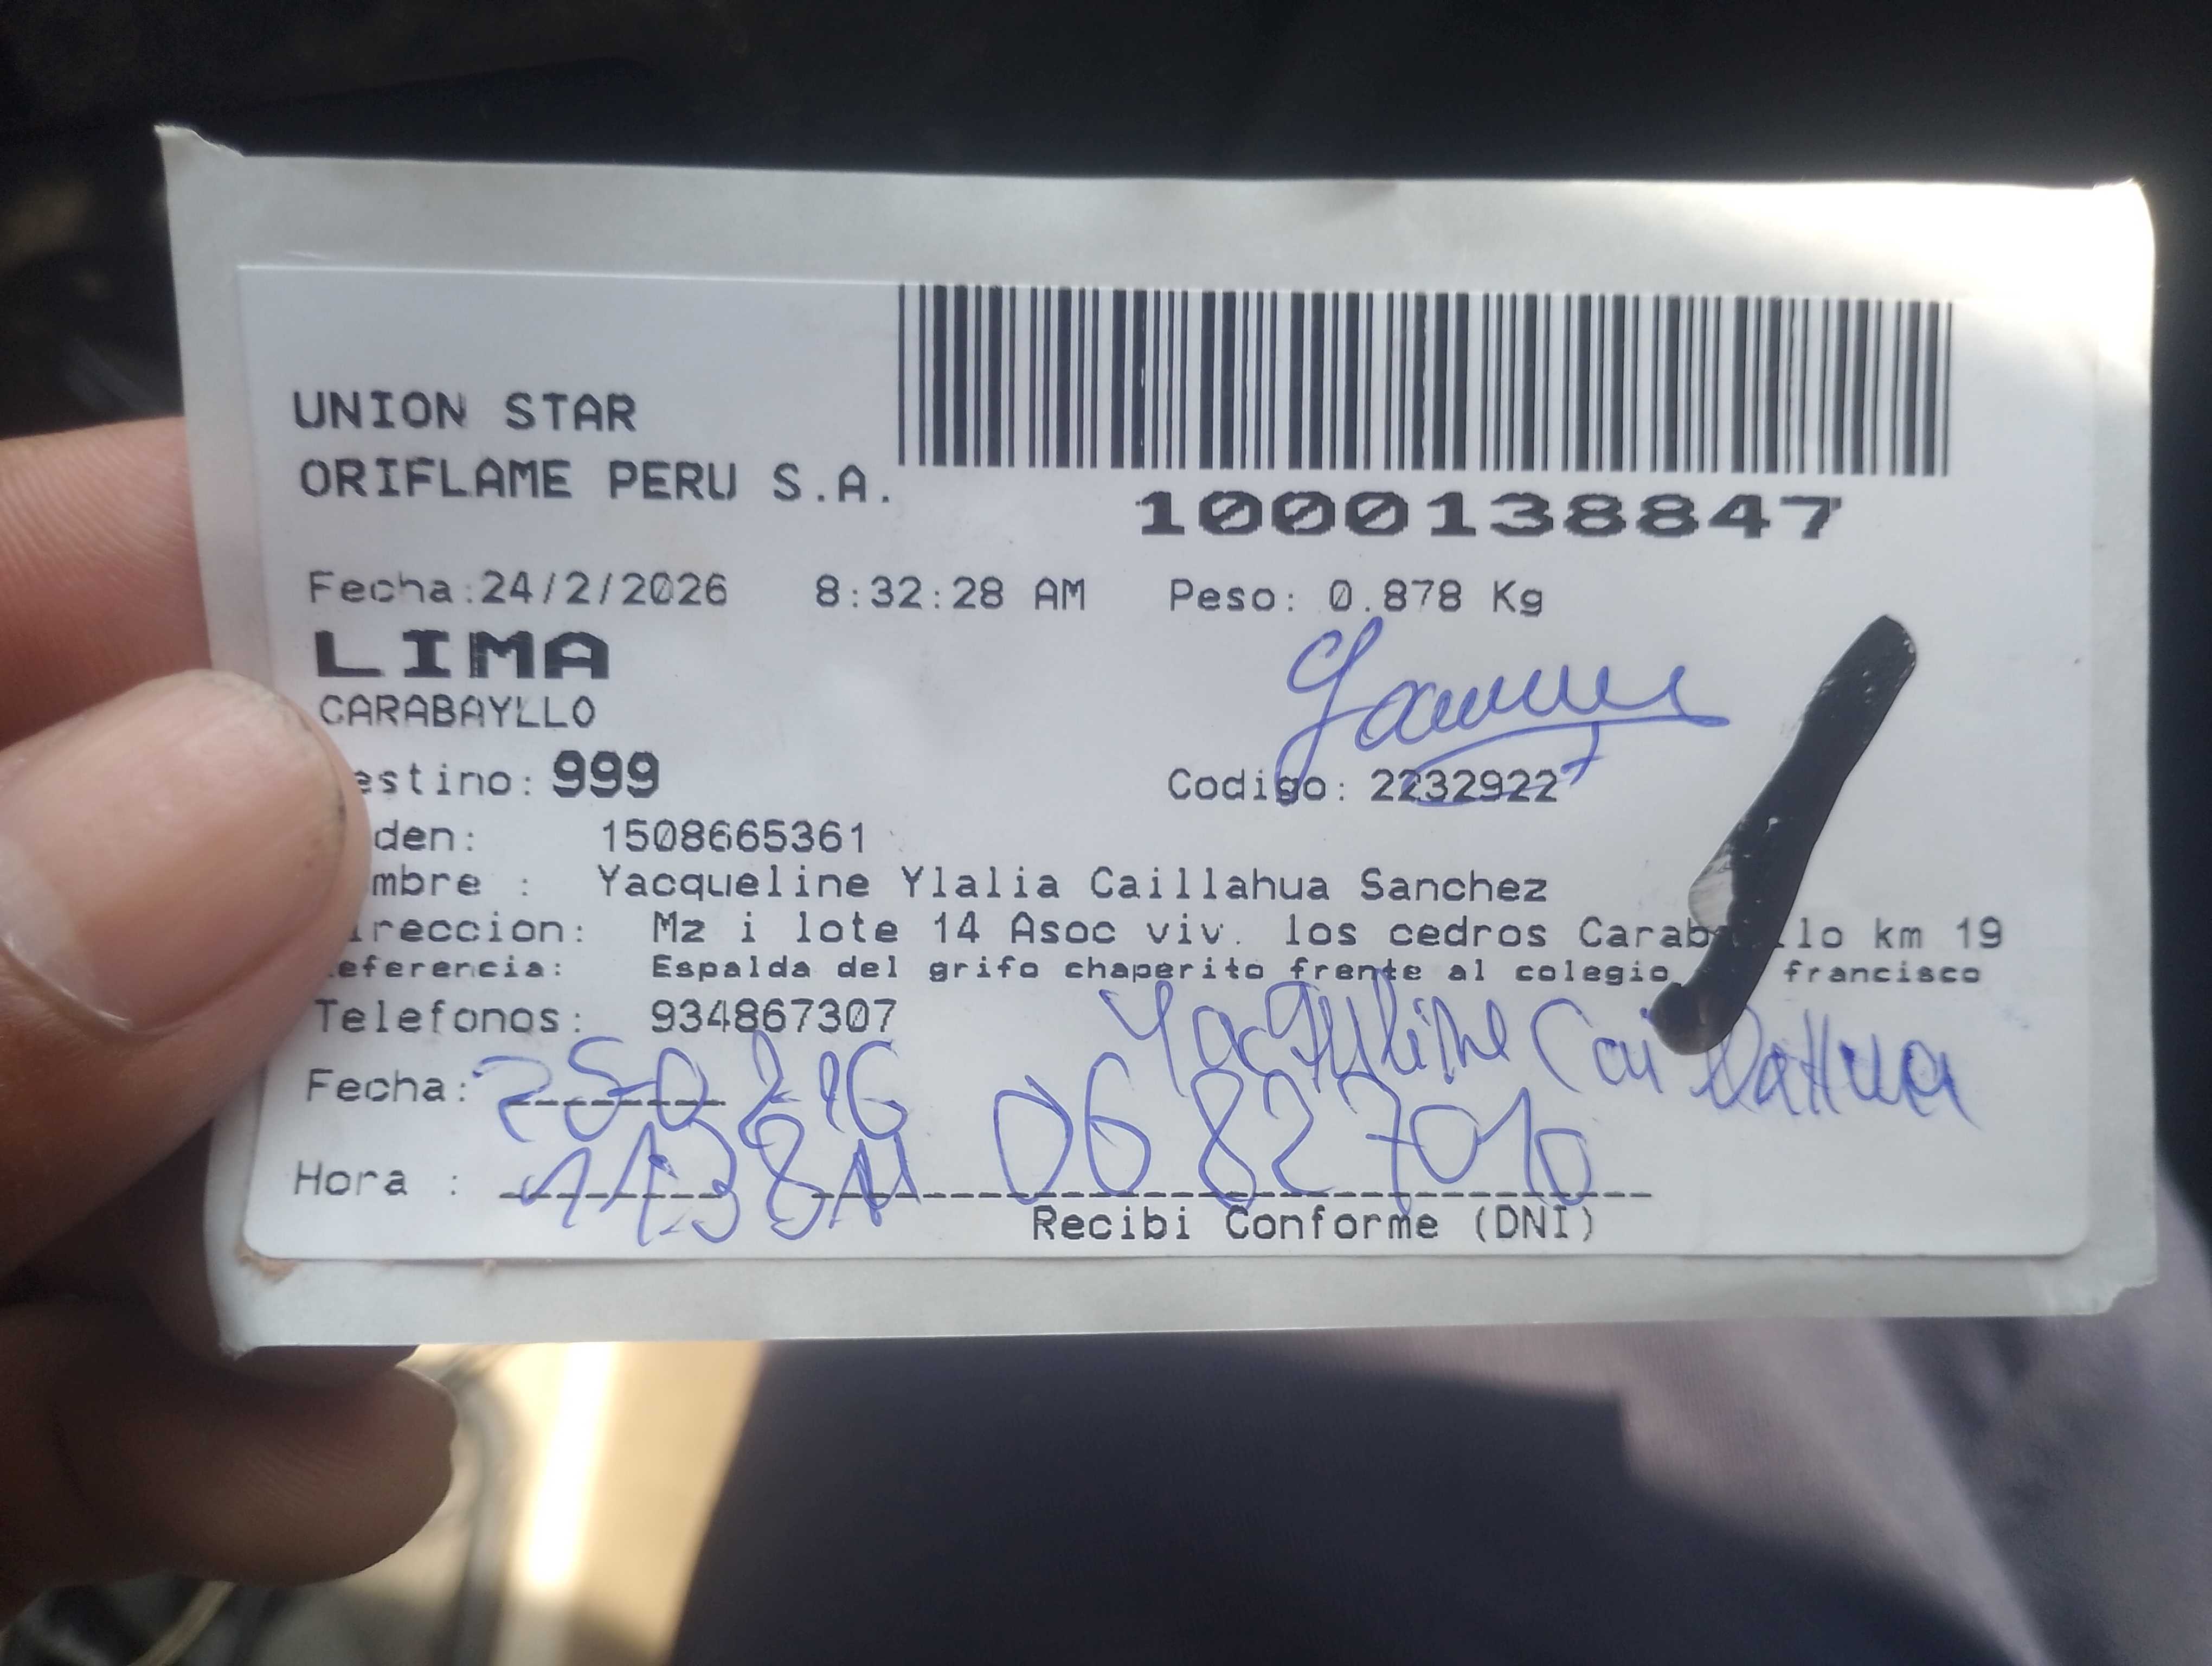 UNION STAR
ORIFLAME PERU S.A.
1000138847
Fecha:24/2/2026 8:32:28 AM Peso: 0.878 Kg
LIMA
CARABAYLLO
estino: 999 Codigo: 2232922
den: 1508665361
mbre : Yacqueline Ylalia Caillahua Sanchez
ireccion: Mz i lote 14 Asoc viv. los cedros Carab lo km 19
eferencia: Espalda del grifo chaperito frente al colegio francisco
Telefonos: 934867307
Yacqueline Caillahua
Fecha:
Hora :
Recibi Conforme (DNI)